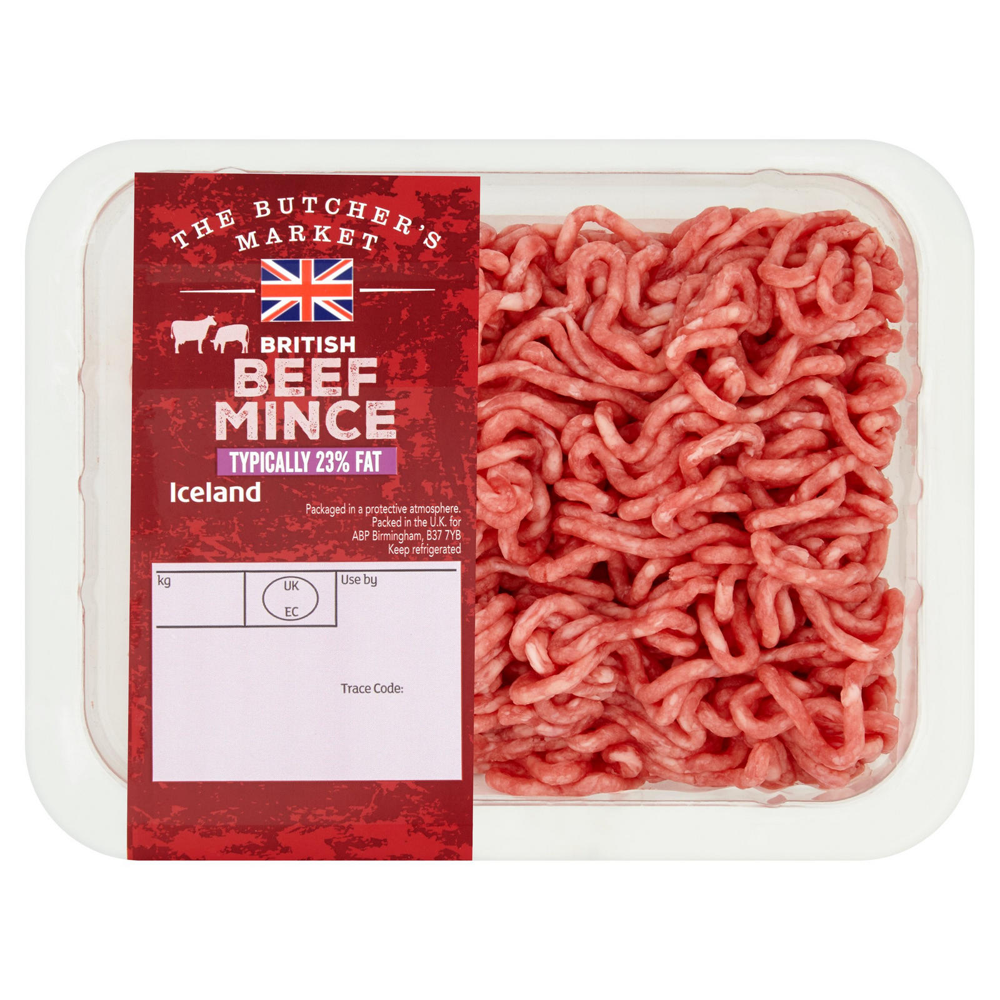 THE BUTCHER'S
MARKET
BRITISH
BEEF
MINCE
TYPICALLY 23% FAT
Iceland
Packaged in a protective atmosphere.
Packed in the U.K. for
ABP Birmingham, B37 7YB
Keep refrigerated
kg
UK
EC
Use by
Trace Code: